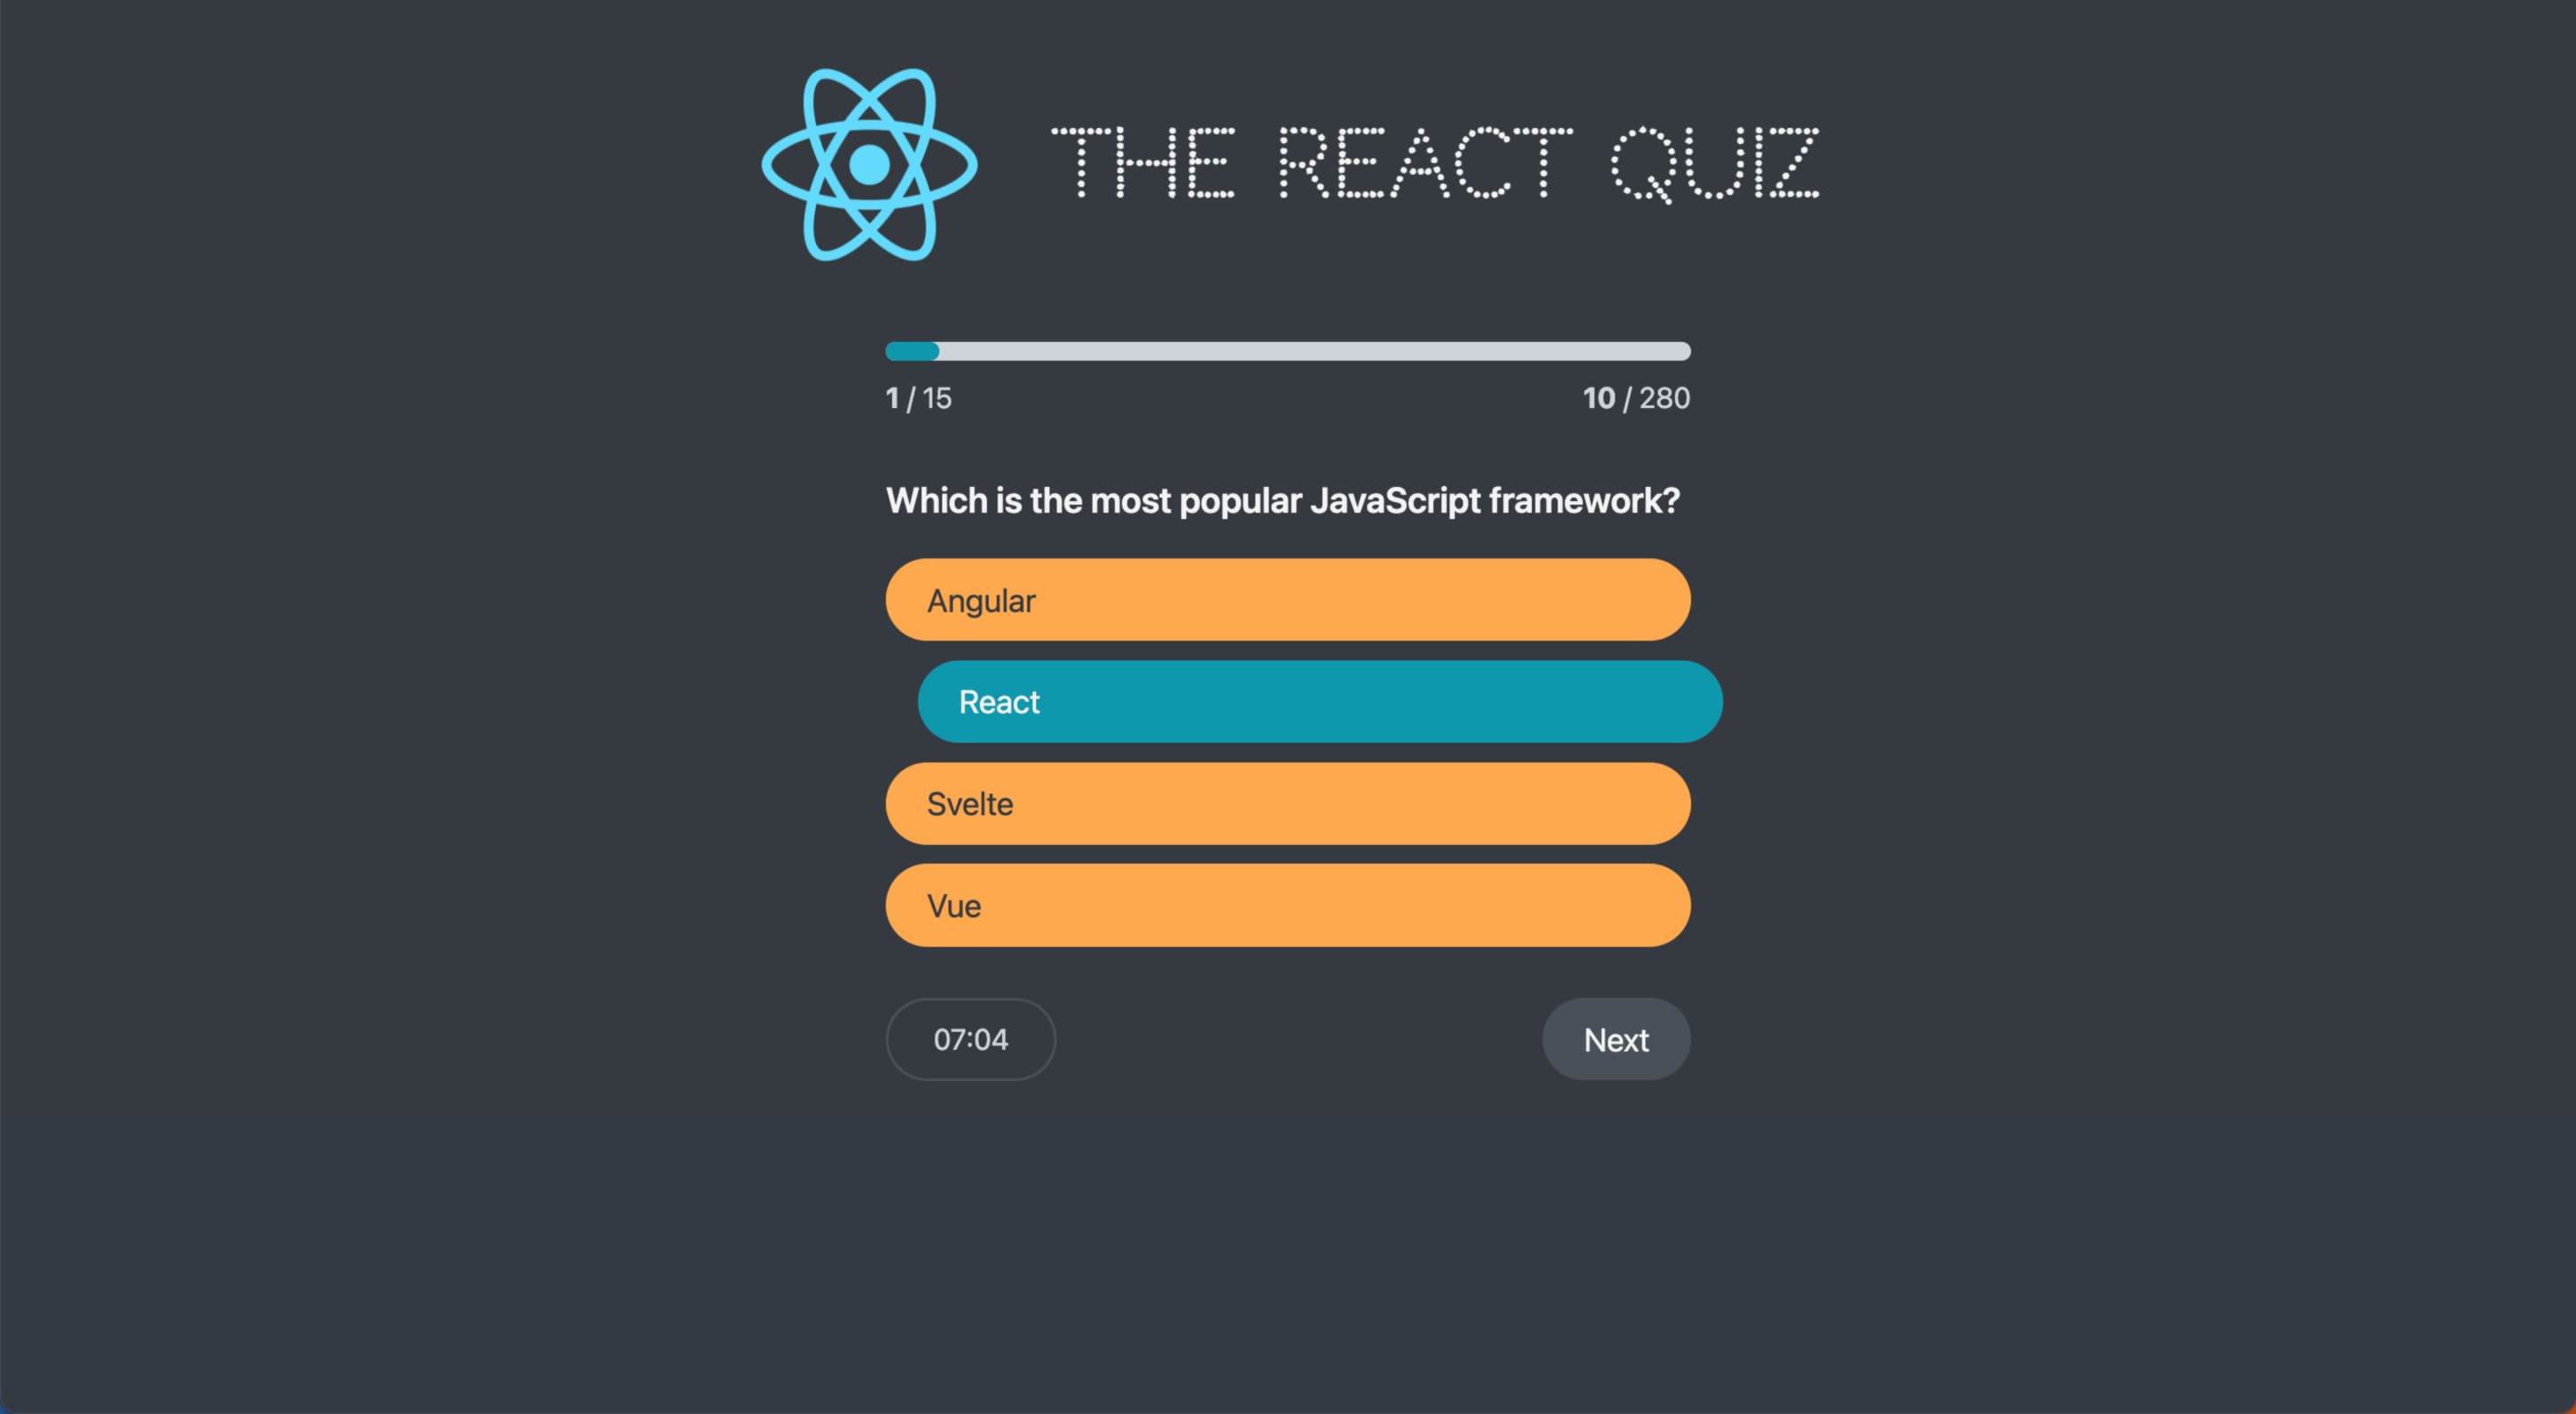 THE REACT QUIZ
1 / 15
10 / 280
Which is the most popular JavaScript framework?
Angular
React
Svelte
Vue
07:04
Next